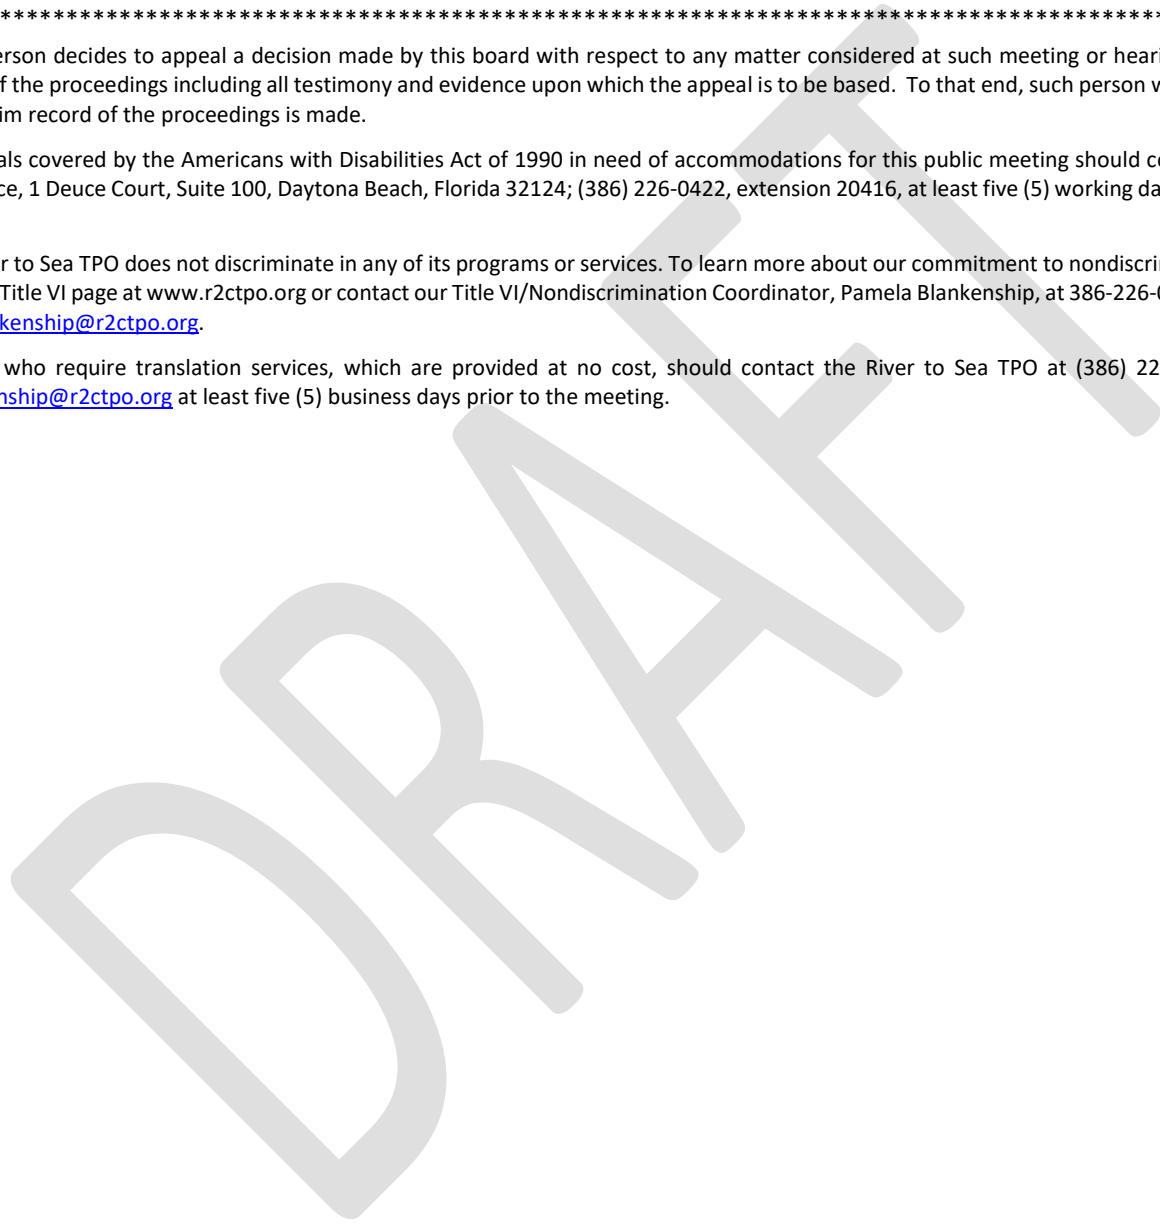 ****************************************************************************************
erson decides to appeal a decision made by this board with respect to any matter considered at such meeting or heari
f the proceedings including all testimony and evidence upon which the appeal is to be based. To that end, such person w
im record of the proceedings is made.
als covered by the Americans with Disabilities Act of 1990 in need of accommodations for this public meeting should c
ce, 1 Deuce Court, Suite 100, Daytona Beach, Florida 32124; (386) 226-0422, extension 20416, at least five (5) working da
r to Sea TPO does not discriminate in any of its programs or services. To learn more about our commitment to nondiscri
Title VI page at www.r2ctpo.org or contact our Title VI/Nondiscrimination Coordinator, Pamela Blankenship, at 386-226-
kenship@r2ctpo.org.
who require translation services, which are provided at no cost, should contact the River to Sea TPO at (386) 22
nship@r2ctpo.org at least five (5) business days prior to the meeting.
DRAFT